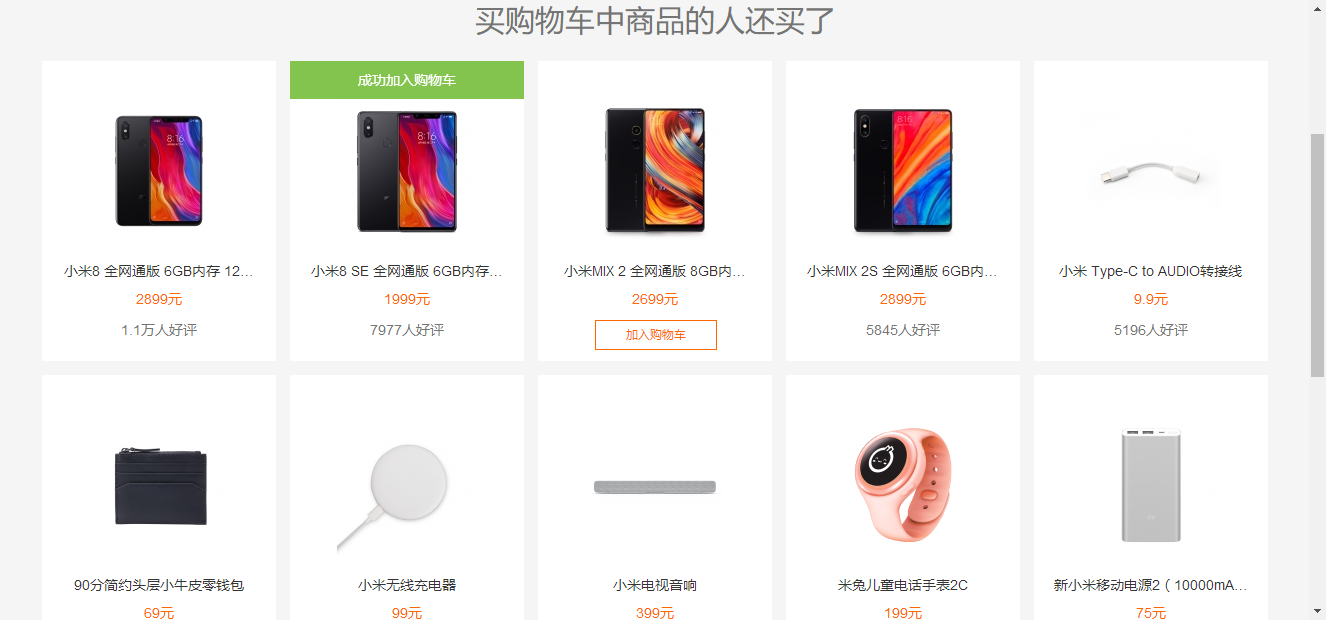 买购物车中商品的人还买了
成功加入购物车
小米8 全网通版 6GB内存 12...
小米8 SE 全网通版 6GB内存...
小米MIX 2 全网通版 8GB内...
小米MIX 2S 全网通版 6GB内...
小米 Type-C to AUDIO转接线
2899元
1999元
2699元
2899元
9.9元
1.1万人好评
7977人好评
加入购物车
5845人好评
5196人好评
90分简约头层小牛皮零钱包
小米无线充电器
小米电视音响
米兔儿童电话手表2C
新小米移动电源2（10000mA...
69元
99元
399元
199元
75元